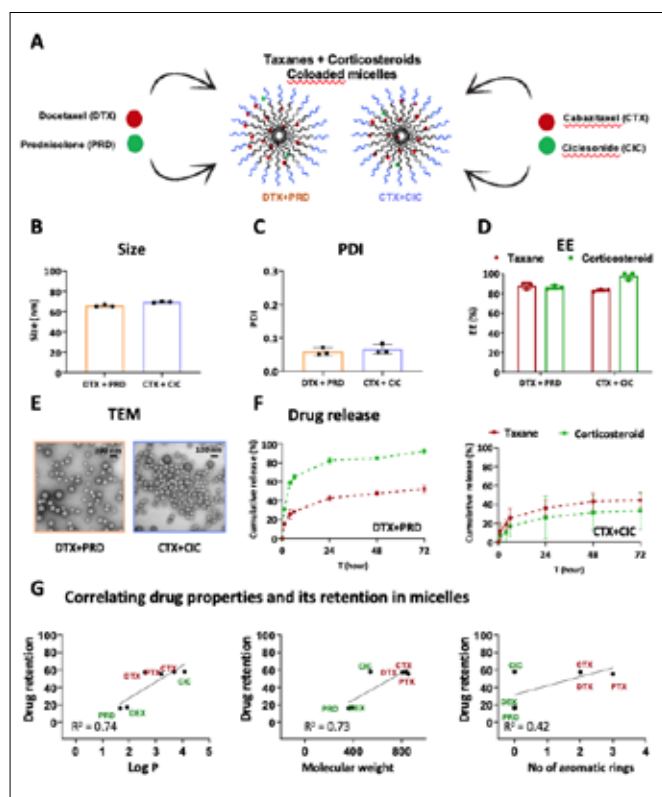 A
Taxanes + Corticosteroids
Coloaded micelles
Docetaxel (DTX)
Prednisolone (PRD)
Cabazitaxel (CTX)
Ciclesonide (CIC)
DTX+PRD
CTX+CIC
B
Size
Size (nm)
100
80
60
40
20
0
DTX + PRD
CTX + CIC
C
PDI
PDI
0.3
0.2
0.1
0.0
DTX + PRD
CTX + CIC
D
EE
Taxane
Corticosteroid
EE (%)
100
80
60
40
20
0
DTX + PRD
CTX + CIC
E
TEM
100 nm
100 nm
DTX+PRD
CTX+CIC
F
Drug release
Cumulative release (%)
100
80
60
40
20
0
DTX+PRD
0
24
48
72
T (hour)
Taxane
Corticosteroid
Cumulative release (%)
100
80
60
40
20
0
CTX+CIC
0
24
48
72
T (hour)
G
Correlating drug properties and its retention in micelles
Drug retention
100
80
60
40
20
0
DTX
PTX
CTX
CIC
PRD
DEX
R² = 0.74
0
1
2
3
4
5
Log P
Drug retention
100
80
60
40
20
0
CIC
CTX
DTX
PTX
PRD
DEX
R² = 0.73
0
400
800
Molecular weight
Drug retention
100
80
60
40
20
0
CIC
CTX
DTX
PTX
DEX
PRD
R² = 0.42
0
1
2
3
4
No of aromatic rings